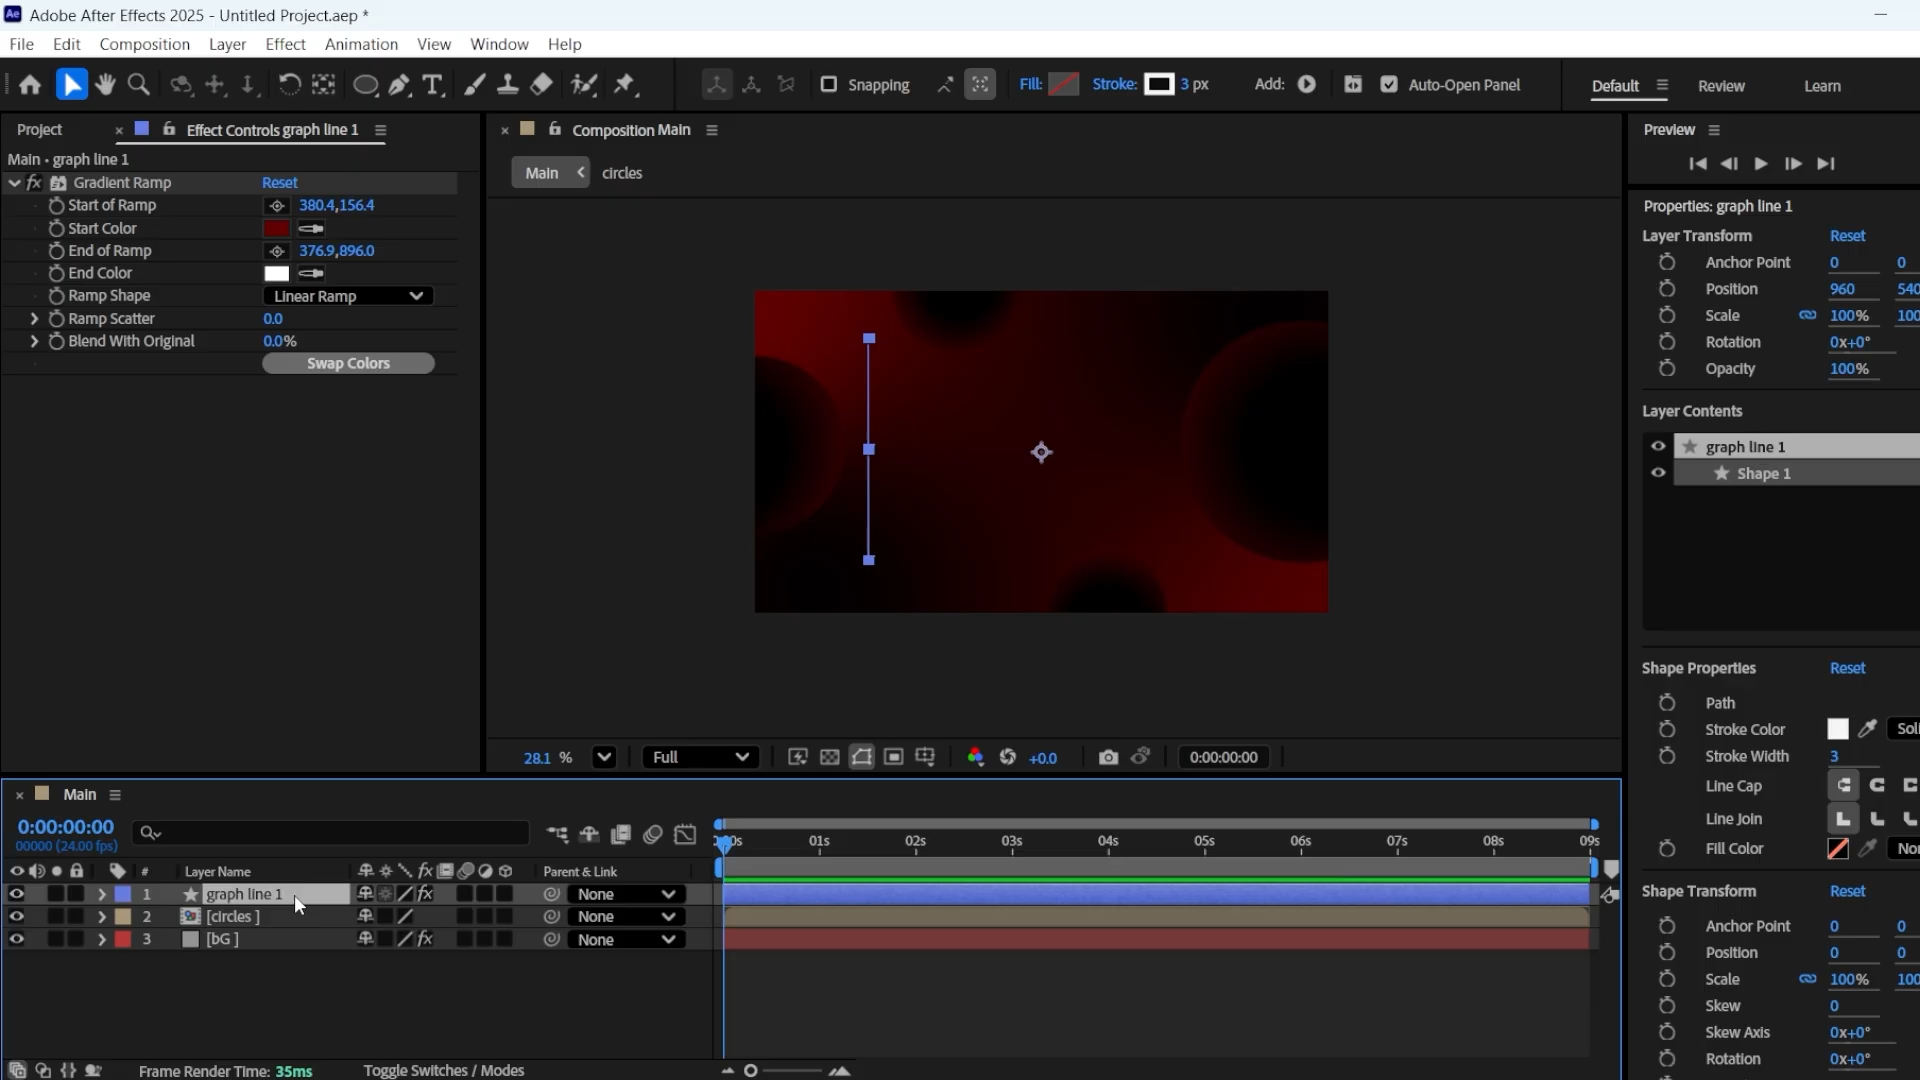 Adobe After Effects 2025 - Untitled Project.aep *
File Edit Composition Layer Effect Animation View Window Help
Snapping Fill: Stroke: 3 px Add: Auto-Open Panel Default Review Learn
Project × Effect Controls graph line 1
Main • graph line 1
fx Gradient Ramp Reset
Start of Ramp 380.4,156.4
Start Color
End of Ramp 376.9,896.0
End Color
Ramp Shape Linear Ramp
Ramp Scatter 0.0
Blend With Original 0.0%
Swap Colors
× Composition Main
Main < circles
28.1 % Full +0.0 0:00:00:00
Preview
Properties: graph line 1
Layer Transform Reset
Anchor Point 0 0
Position 960 540
Scale 100% 100
Rotation 0x+0°
Opacity 100%
Layer Contents
graph line 1
Shape 1
Shape Properties Reset
Path
Stroke Color Soli
Stroke Width 3
Line Cap
Line Join
Fill Color Non
Shape Transform Reset
Anchor Point 0 0
Position 0 0
Scale 100% 100
Skew 0
Skew Axis 0x+0°
Rotation 0x+0°
× Main
0:00:00:00
00000 (24.00 fps)
00s 01s 02s 03s 04s 05s 06s 07s 08s 09s
# Layer Name fx Parent & Link
1 graph line 1 fx None
2 [circles ] None
3 [bG ] fx None
Frame Render Time: 35ms Toggle Switches / Modes